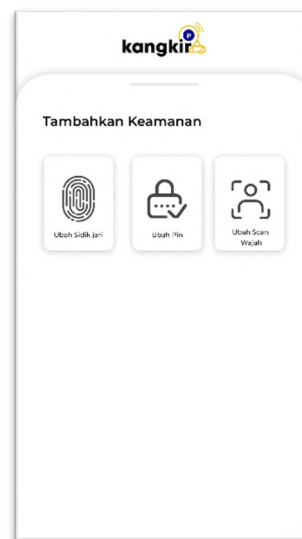 P
kangkir
Tambahkan Keamanan
Ubah Sidik jari
Ubah Pin
Ubah Scan
Wajah